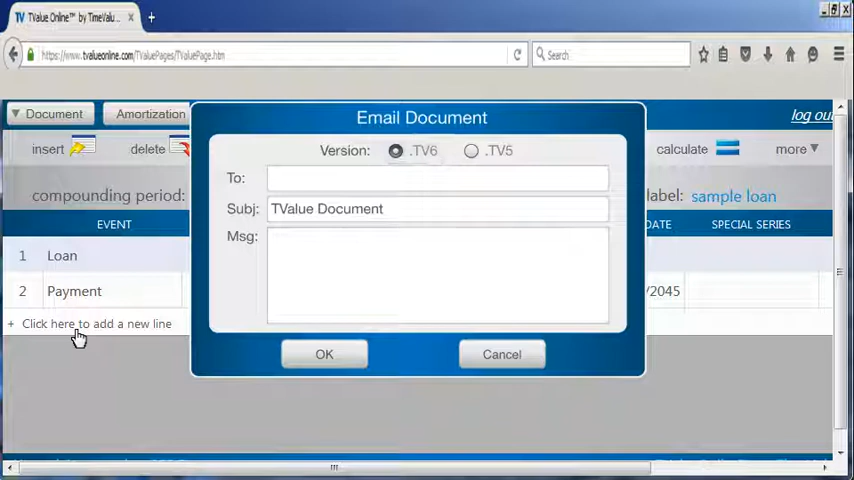 TValue Online™ by TimeValu...
https://www.tvalueonline.com/TValuePages/TValuePage.htm
Search
Document
Amortization
log out
insert
delete
calculate
more
compounding period:
label: sample loan
EVENT
DATE
SPECIAL SERIES
1 Loan
2 Payment
/2045
+ Click here to add a new line
Email Document
Version: .TV6 .TV5
To:
Subj: TValue Document
Msg:
OK
Cancel